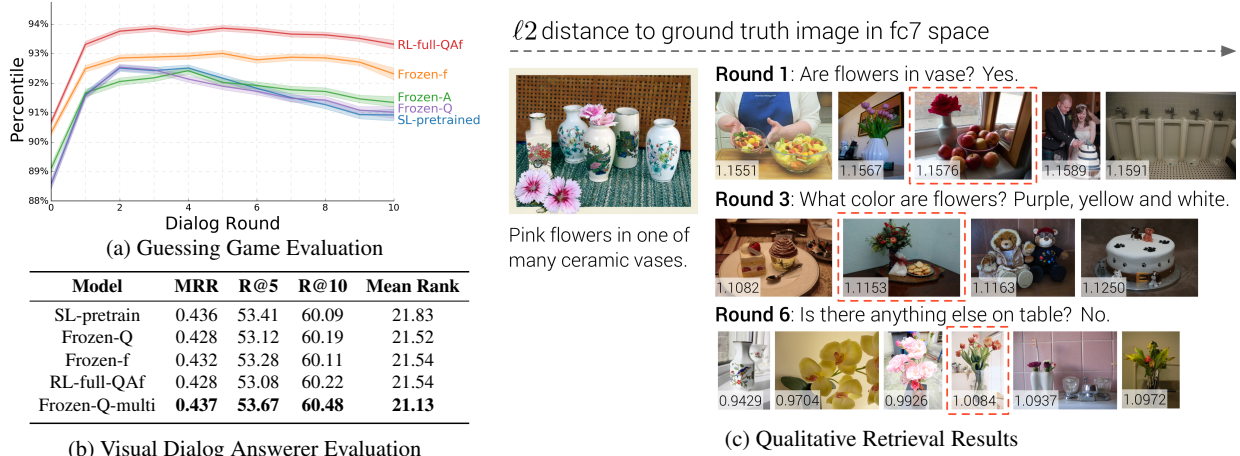 94%
93%
92%
91%
90%
89%
88%
Percentile
RL-full-QAf
Frozen-f
Frozen-A
Frozen-Q
SL-pretrained
0 2 4 6 8 10
Dialog Round
(a) Guessing Game Evaluation
Model MRR R@5 R@10 Mean Rank
SL-pretrain 0.436 53.41 60.09 21.83
Frozen-Q 0.428 53.12 60.19 21.52
Frozen-f 0.432 53.28 60.11 21.54
RL-full-QAf 0.428 53.08 60.22 21.54
Frozen-Q-multi 0.437 53.67 60.48 21.13
(b) Visual Dialog Answerer Evaluation
ℓ2 distance to ground truth image in fc7 space
Pink flowers in one of
many ceramic vases.
Round 1: Are flowers in vase? Yes.
1.1551 1.1567 1.1576 1.1589 1.1591
Round 3: What color are flowers? Purple, yellow and white.
1.1082 1.1153 1.1163 1.1250
Round 6: Is there anything else on table? No.
0.9429 0.9704 0.9926 1.0084 1.0937 1.0972
(c) Qualitative Retrieval Results